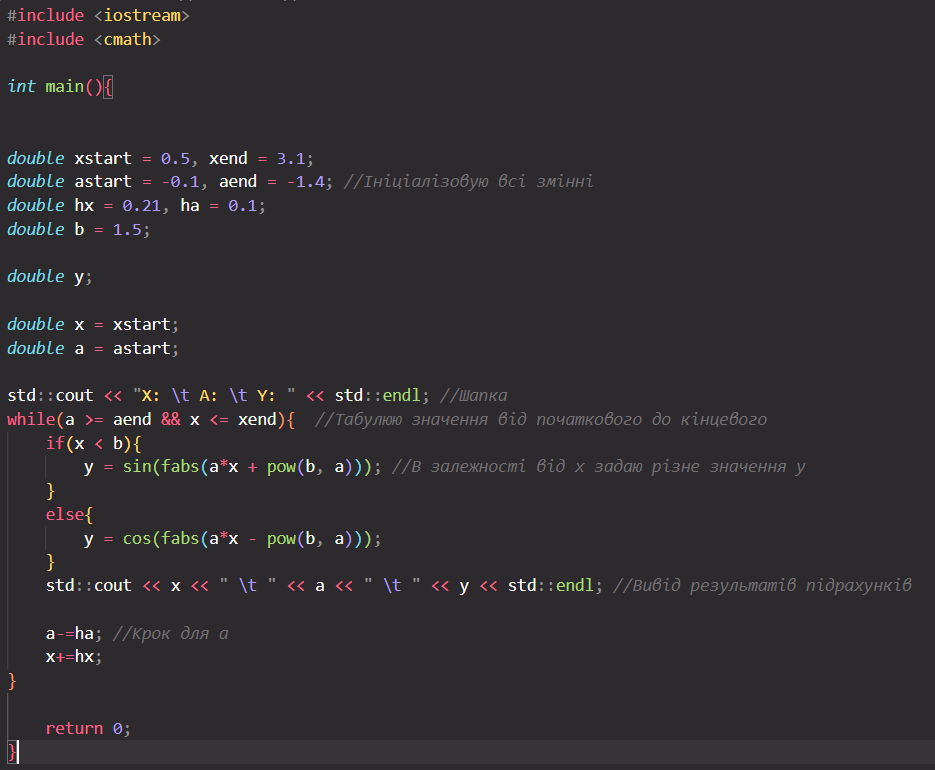 #include <iostream>
#include <cmath>
int main(){
double xstart = 0.5, xend = 3.1;
double astart = -0.1, aend = -1.4; //Ініціалізовую всі змінні
double hx = 0.21, ha = 0.1;
double b = 1.5;
double y;
double x = xstart;
double a = astart;
std::cout << "X: \t A: \t Y: " << std::endl; //Шапка
while(a >= aend && x <= xend){  //Табулюю значення від початкового до кінцевого
    if(x < b){
        y = sin(fabs(a*x + pow(b, a))); //В залежності від x задаю різне значення y
    }
    else{
        y = cos(fabs(a*x - pow(b, a)));
    }
    std::cout << x << " \t " << a << " \t " << y << std::endl; //Вивід результатів підрахунків
    a-=ha; //Крок для a
    x+=hx;
}
    return 0;
}